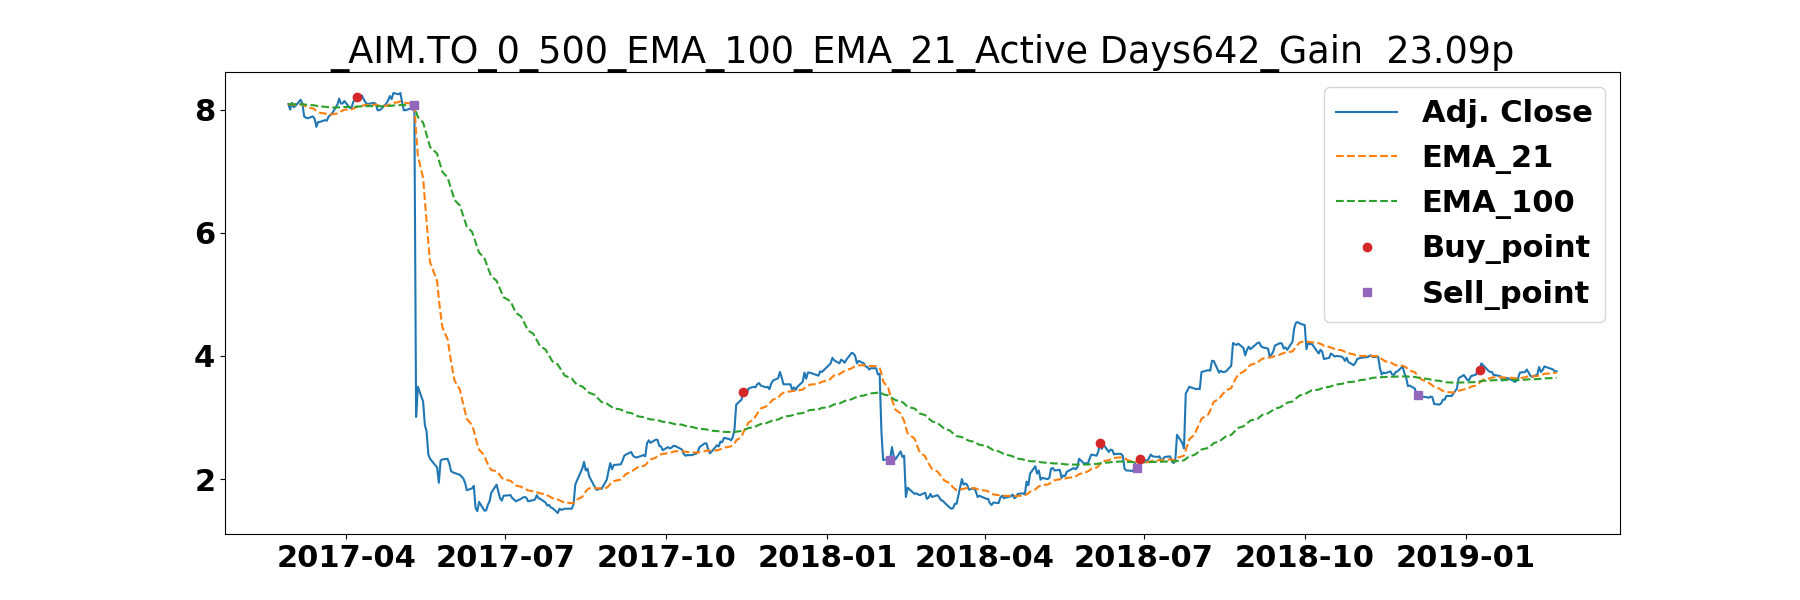 _AIM.TO_0_500_EMA_100_EMA_21_Active Days642_Gain  23.09p
Adj. Close
EMA_21
EMA_100
Buy_point
Sell_point
8
6
4
2
2017-04 2017-07 2017-10 2018-01 2018-04 2018-07 2018-10 2019-01